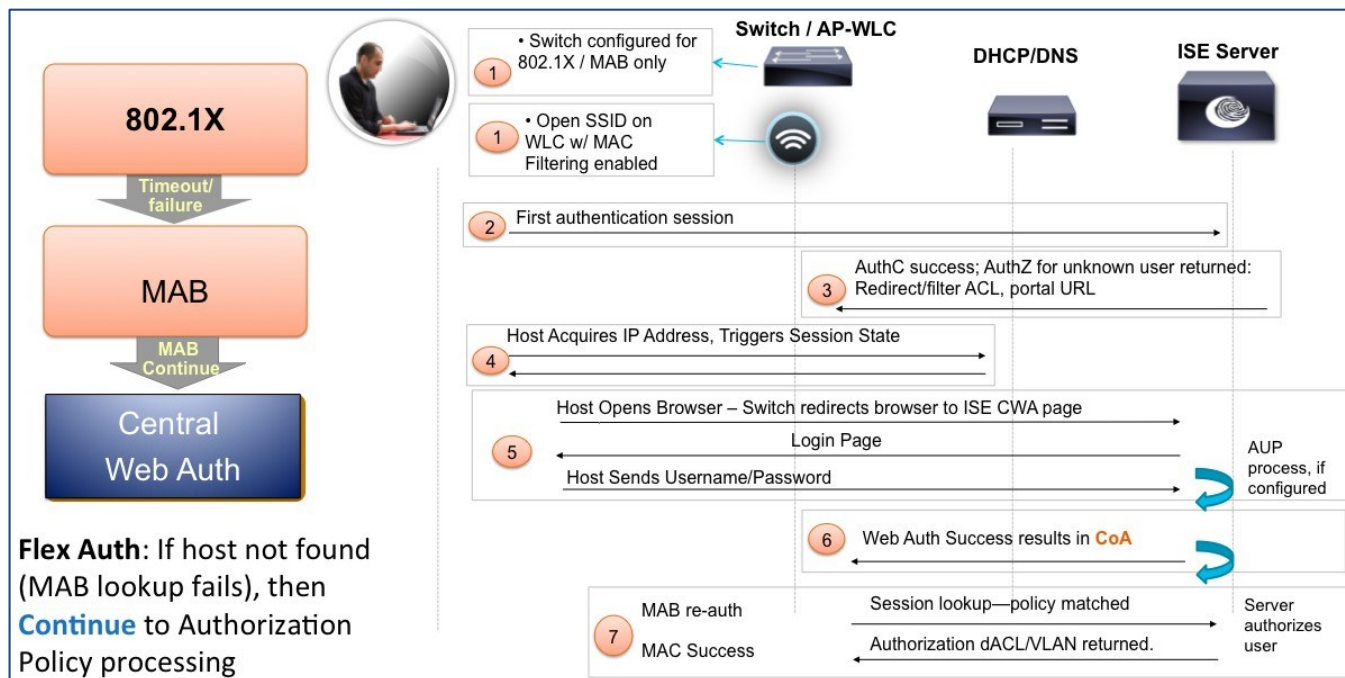 802.1X
Timeout/
failure
MAB
MAB
Continue
Central
Web Auth
Flex Auth: If host not found
(MAB lookup fails), then
Continue to Authorization
Policy processing
Switch / AP-WLC
DHCP/DNS
ISE Server
1
• Switch configured for
802.1X / MAB only
1
• Open SSID on
WLC w/ MAC
Filtering enabled
2
First authentication session
3
AuthC success; AuthZ for unknown user returned:
Redirect/filter ACL, portal URL
4
Host Acquires IP Address, Triggers Session State
5
Host Opens Browser – Switch redirects browser to ISE CWA page
Login Page
Host Sends Username/Password
AUP
process, if
configured
6
Web Auth Success results in CoA
7
MAB re-auth
MAC Success
Session lookup—policy matched
Authorization dACL/VLAN returned.
Server
authorizes
user